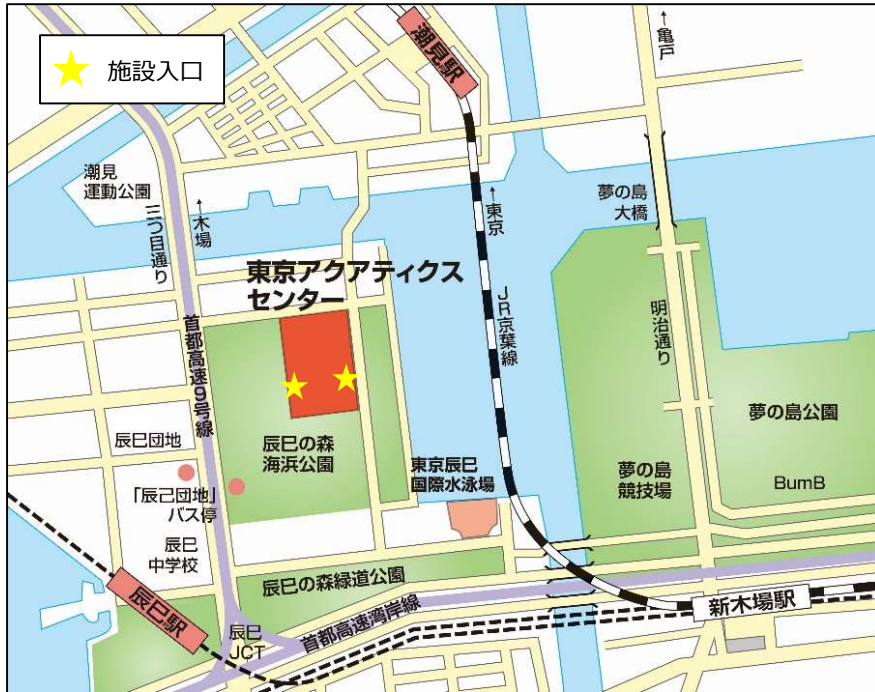 施設入口
潮見駅
←亀戸
潮見
運動公園
三つ目通り
←木場
←東京
夢の島
大橋
東京アクアティクス
センター
首都高速9号線
JR京葉線
明治通り
辰巳団地
辰巳の森
海浜公園
東京辰巳
国際水泳場
夢の島
競技場
夢の島公園
BumB
「辰己団地」
バス停
辰巳
中学校
辰巳の森緑道公園
辰巳駅
辰巳
JCT
首都高速湾岸線
新木場駅